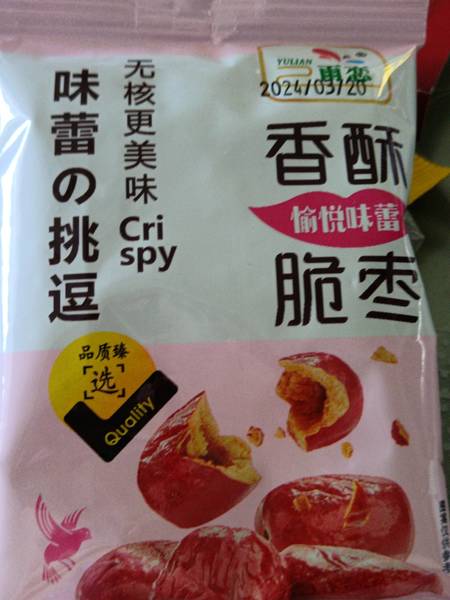 YULIAN
雨恋
2024/03/20
香酥
愉悦味蕾
脆枣
无核更美味
Cri
spy
味蕾の挑逗
品质臻
选
Quality